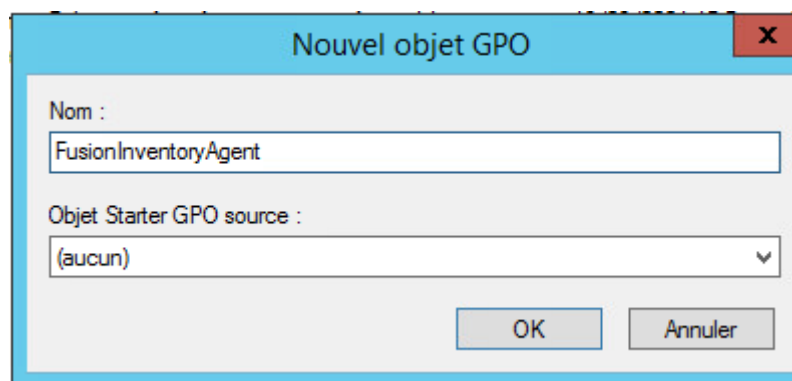 Nouvel objet GPO
x
Nom :
FusionInventoryAgent
Objet Starter GPO source :
(aucun)
OK Annuler